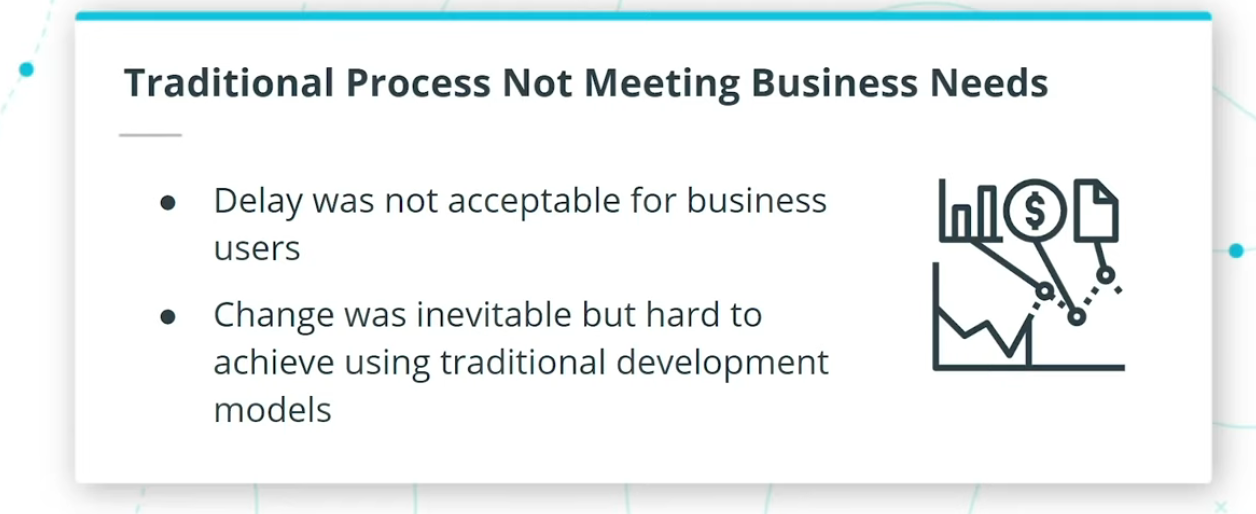 Traditional Process Not Meeting Business Needs
● Delay was not acceptable for business
users
● Change was inevitable but hard to
achieve using traditional development
models
$